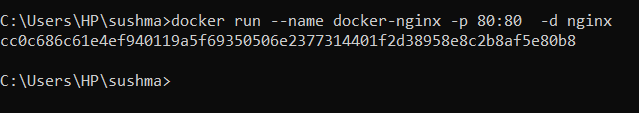 C:\Users\HP\sushma>docker run --name docker-nginx -p 80:80  -d nginx
cc0c686c61e4ef940119a5f69350506e2377314401f2d38958e8c2b8af5e80b8
C:\Users\HP\sushma>